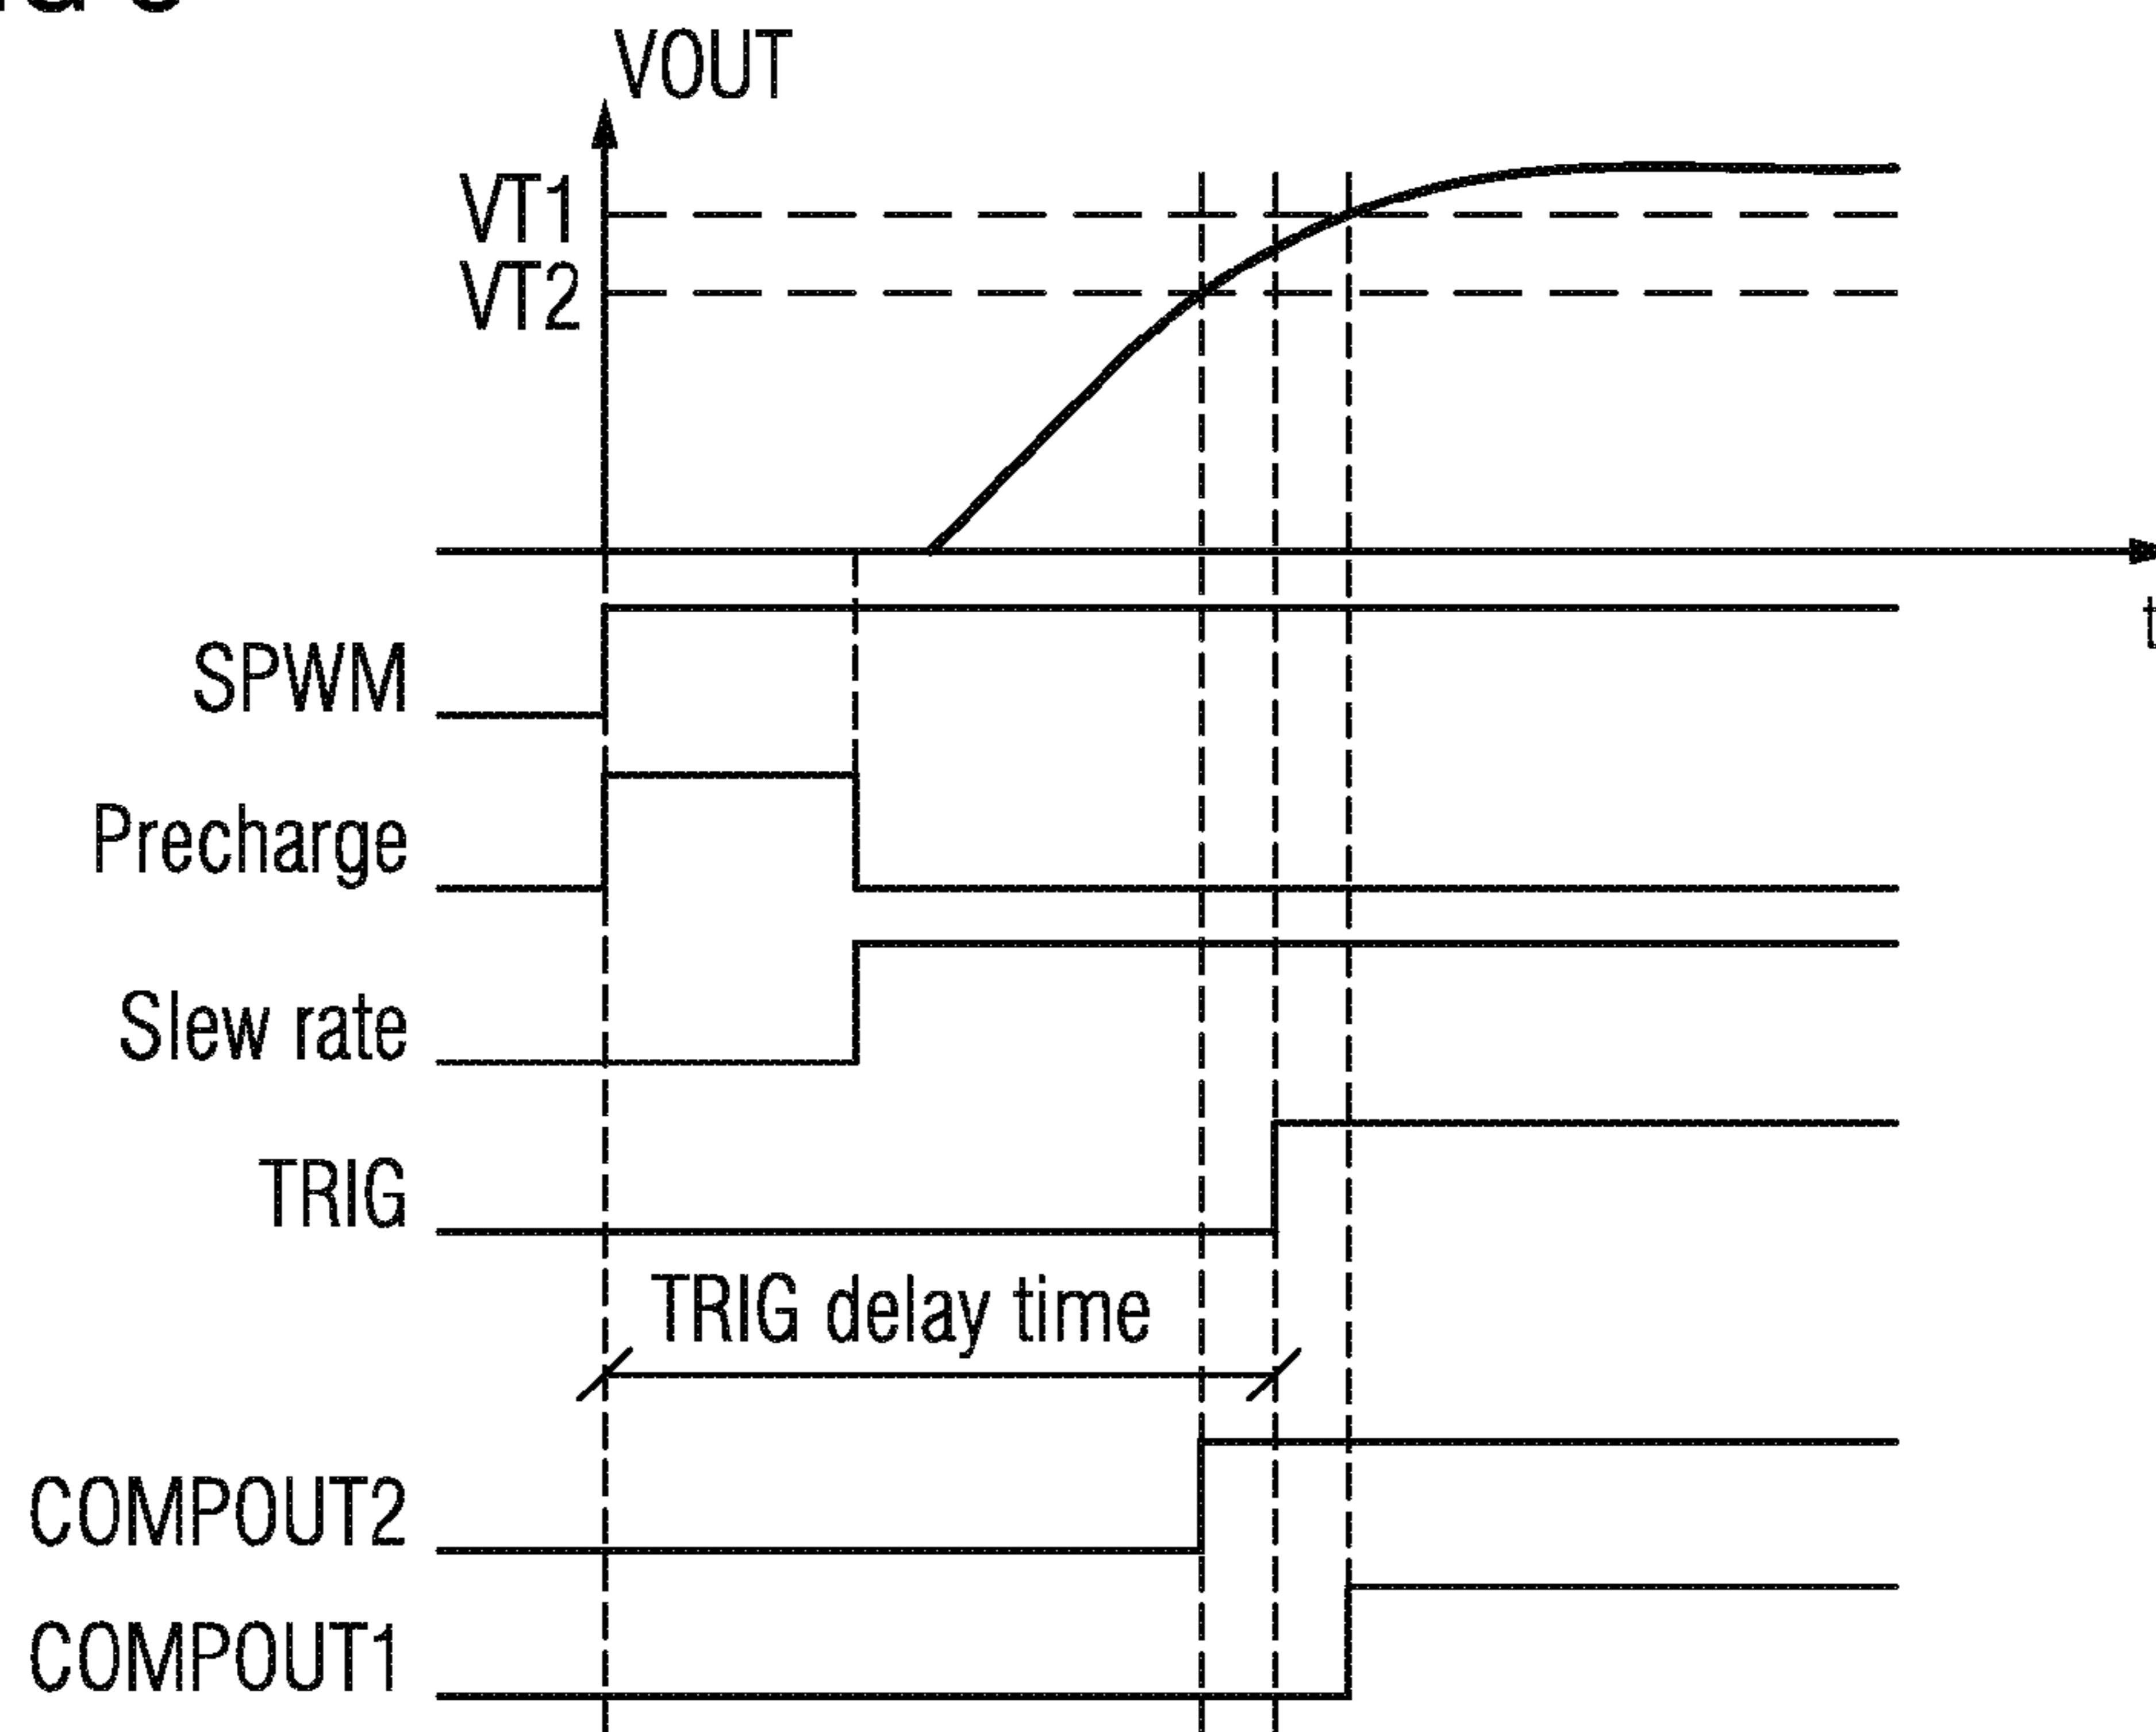 VOUT
VT1
VT2
t
SPWM
Precharge
Slew rate
TRIG
TRIG delay time
COMPOUT2
COMPOUT1